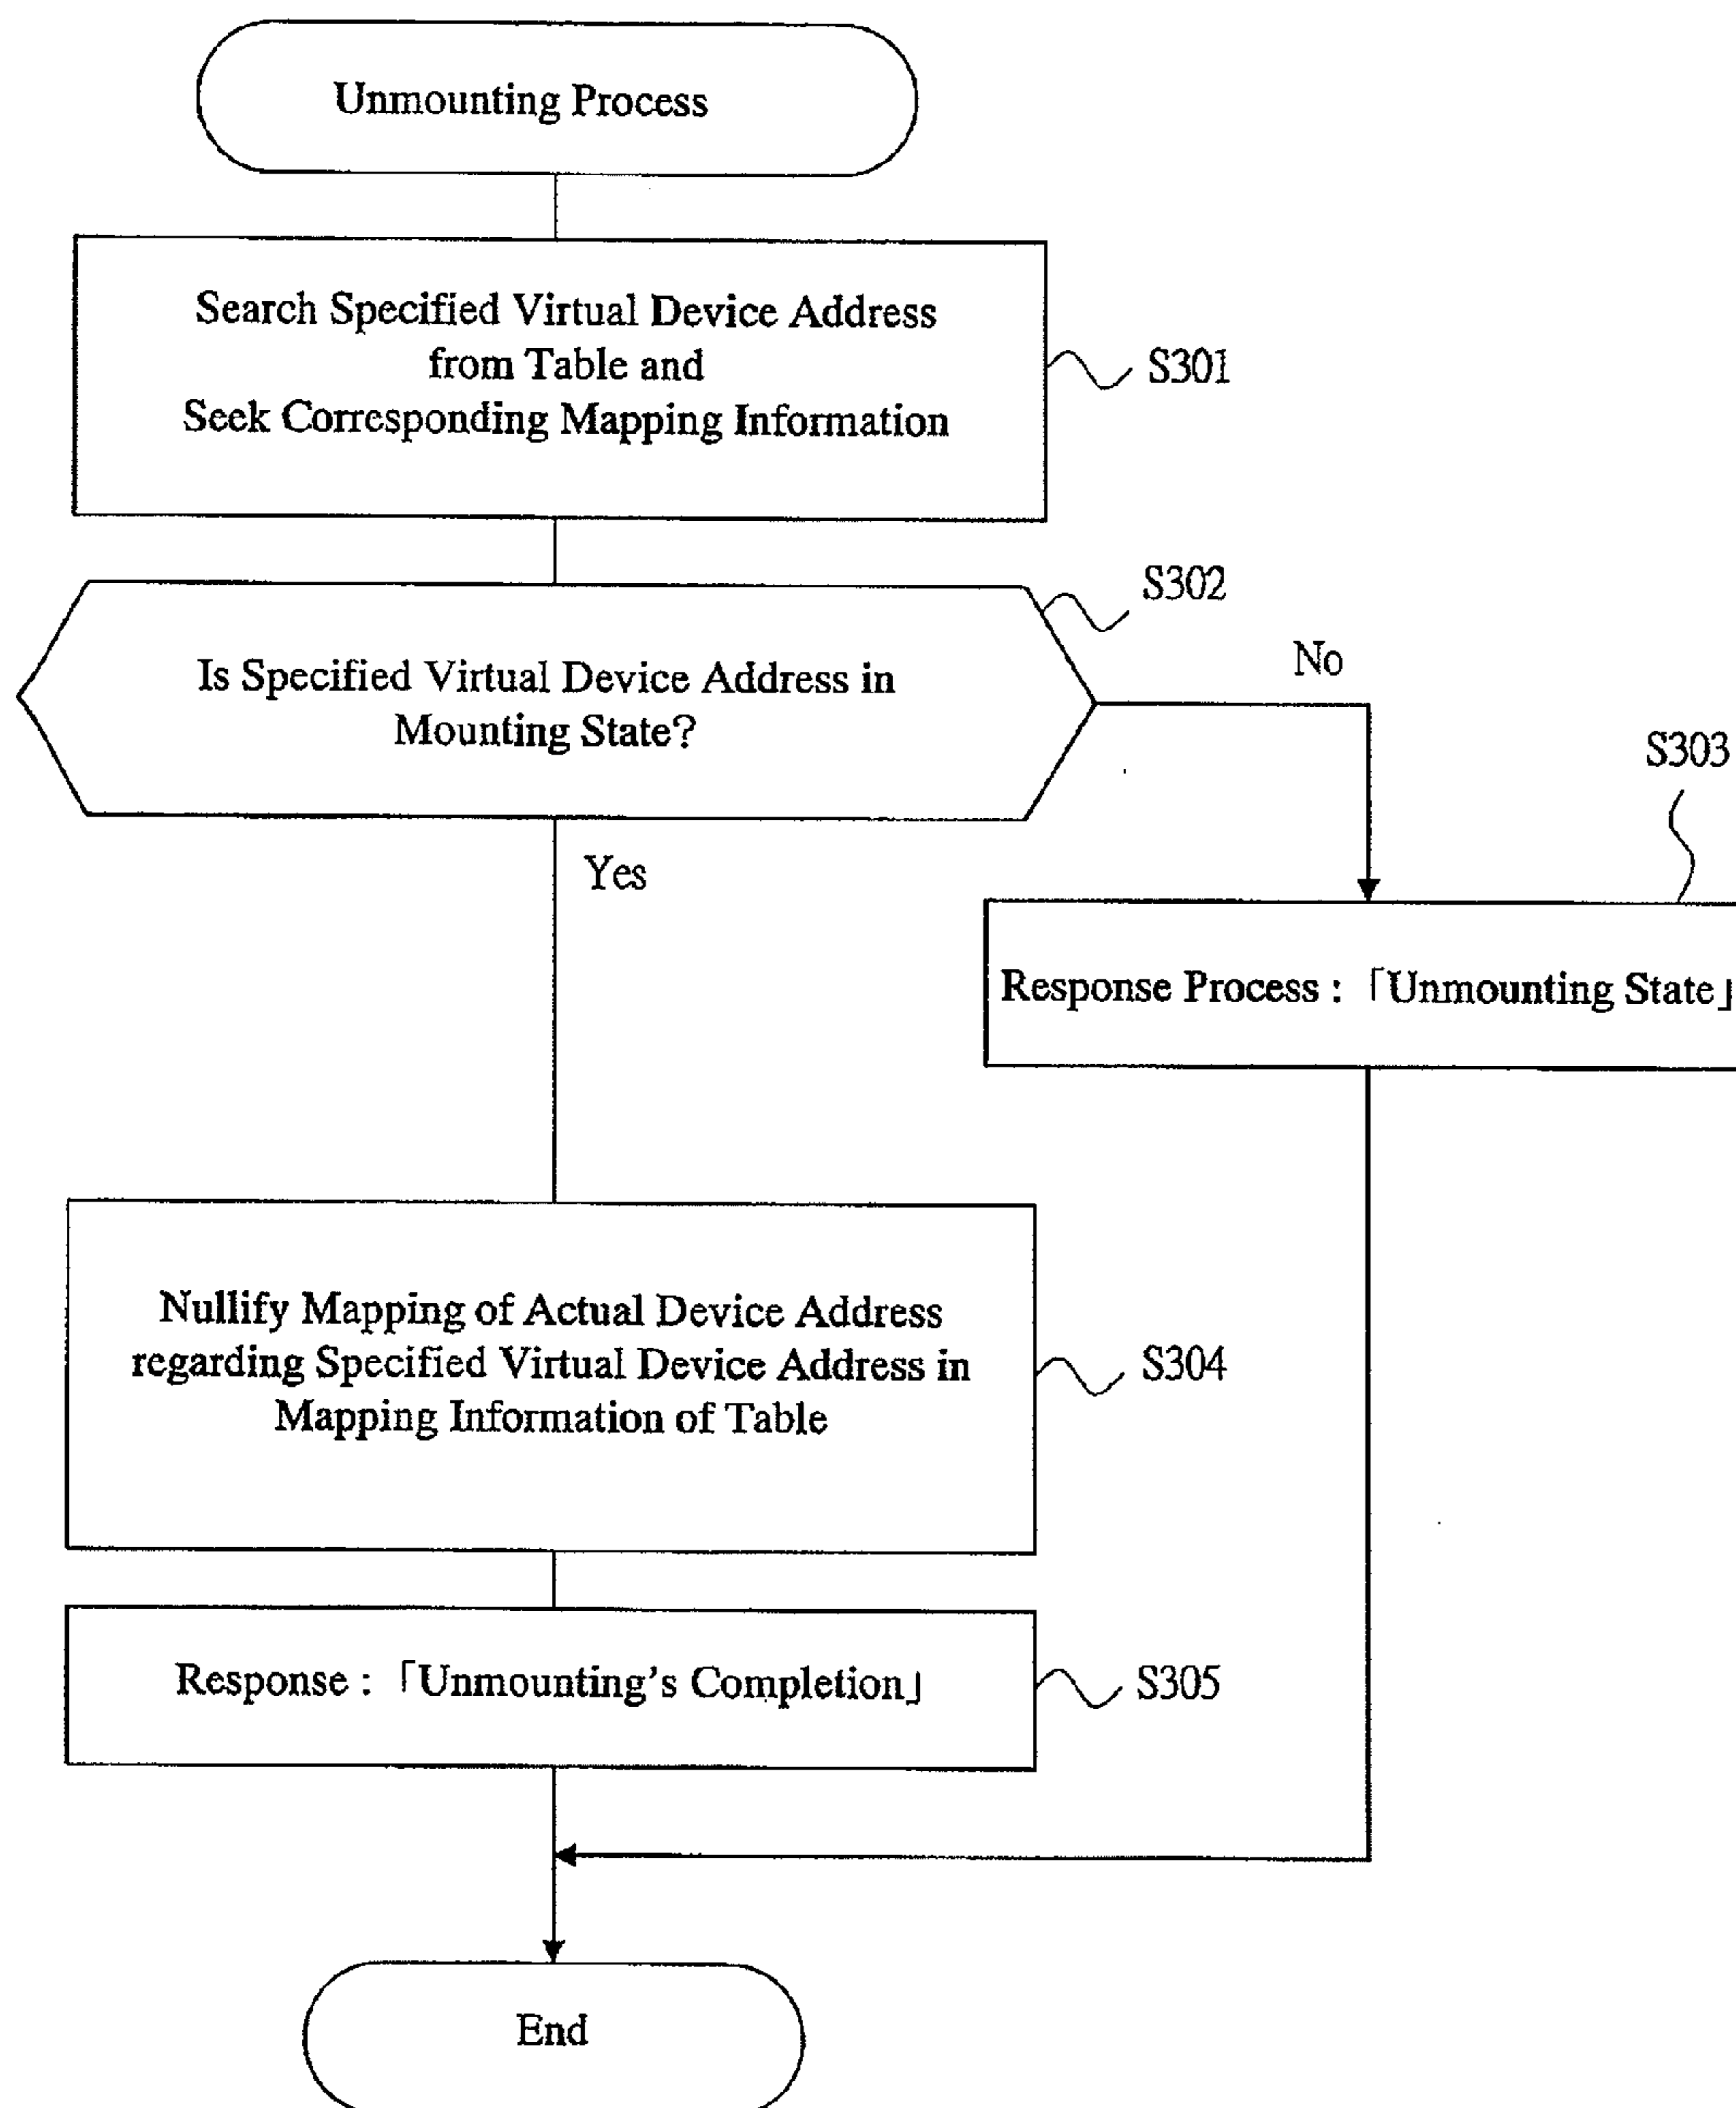 Unmounting Process
Search Specified Virtual Device Address
from Table and
Seek Corresponding Mapping Information
S301
S302
Is Specified Virtual Device Address in
Mounting State?
No
Yes
S303
Response Process : 「Unmounting State」
Nullify Mapping of Actual Device Address
regarding Specified Virtual Device Address in
Mapping Information of Table
S304
Response : 「Unmounting's Completion」
S305
End